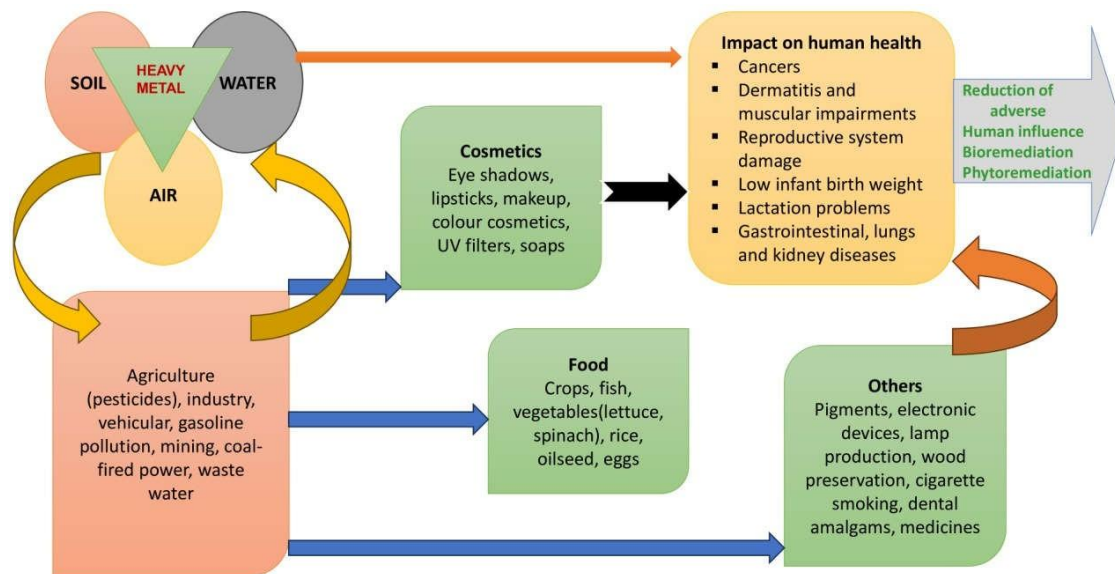 SOIL
HEAVY
METAL
WATER
AIR
Agriculture
(pesticides), industry,
vehicular, gasoline
pollution, mining, coal-
fired power, waste
water
Cosmetics
Eye shadows,
lipsticks, makeup,
colour cosmetics,
UV filters, soaps
Food
Crops, fish,
vegetables(lettuce,
spinach), rice,
oilseed, eggs
Others
Pigments, electronic
devices, lamp
production, wood
preservation, cigarette
smoking, dental
amalgams, medicines
Impact on human health
▪ Cancers
▪ Dermatitis and
muscular impairments
▪ Reproductive system
damage
▪ Low infant birth weight
▪ Lactation problems
▪ Gastrointestinal, lungs
and kidney diseases
Reduction of
adverse
Human influence
Bioremediation
Phytoremediation